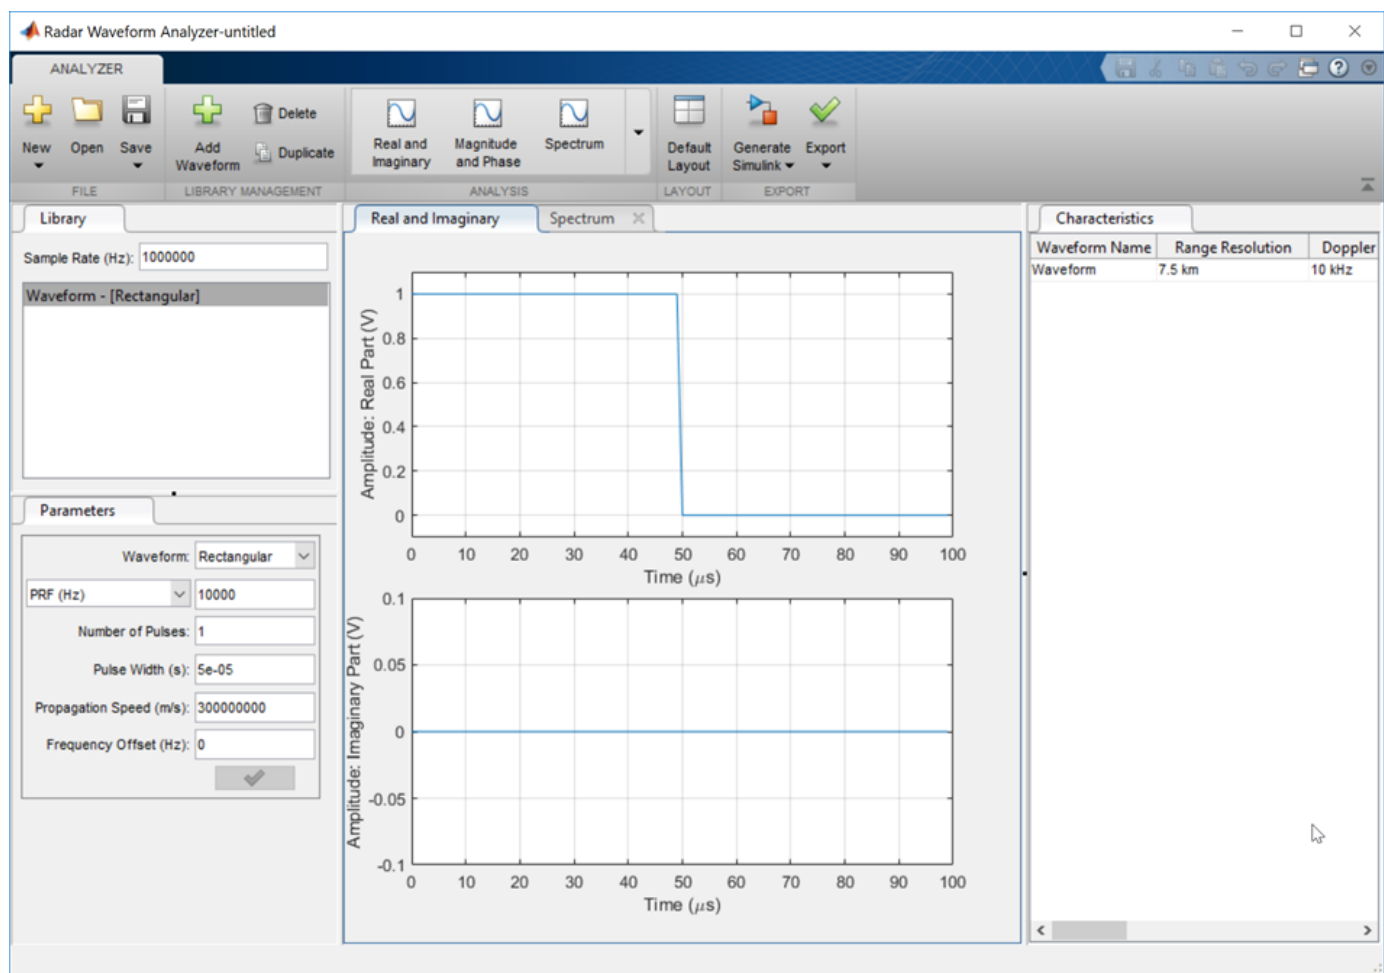 Radar Waveform Analyzer-untitled
ANALYZER
New
Open
Save
Add
Waveform
Delete
Duplicate
Real and
Imaginary
Magnitude
and Phase
Spectrum
Default
Layout
Generate
Simulink
Export
FILE
LIBRARY MANAGEMENT
ANALYSIS
LAYOUT
EXPORT
Library
Sample Rate (Hz): 1000000
Waveform - [Rectangular]
Parameters
Waveform: Rectangular
PRF (Hz) 10000
Number of Pulses: 1
Pulse Width (s): 5e-05
Propagation Speed (m/s): 300000000
Frequency Offset (Hz): 0
Real and Imaginary
Spectrum
Amplitude: Real Part (V)
1
0.8
0.6
0.4
0.2
0
0 10 20 30 40 50 60 70 80 90 100
Time (μs)
Amplitude: Imaginary Part (V)
0.1
0.05
0
-0.05
-0.1
0 10 20 30 40 50 60 70 80 90 100
Time (μs)
Characteristics
Waveform Name Range Resolution Doppler
Waveform 7.5 km 10 kHz